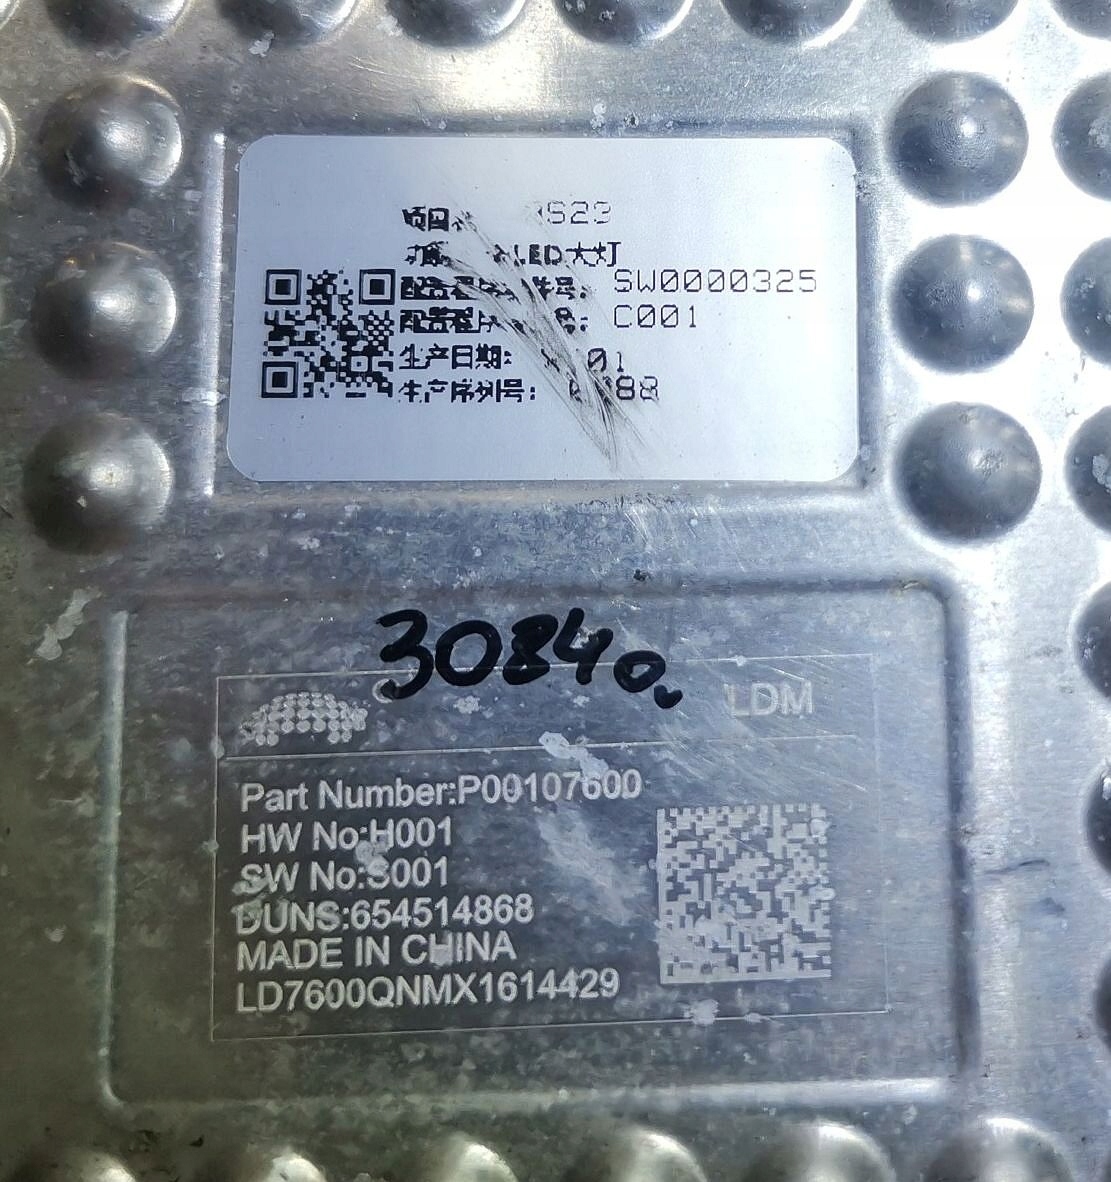 LED大灯
SW0000325
C001
生产日期:
生产序列号:
30840.
LDM
Part Number:P00107600
HW No:H001
SW No:S001
DUNS:654514868
MADE IN CHINA
LD7600QNMX1614429